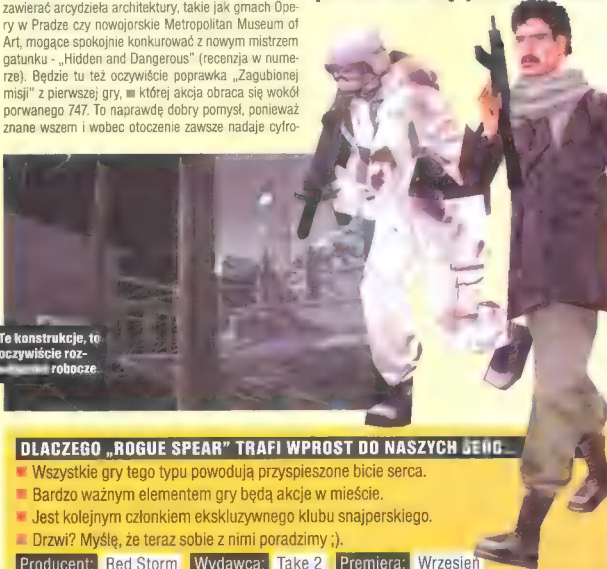 zawierać arcydzieła architektury, takie jak gmach Ope-
ry w Pradze czy nowojorskie Metropolitan Museum of
Art, mogące spokojnie konkurować z nowym mistrzem
gatunku - „Hidden and Dangerous” (recenzja w nume-
rze). Będzie tu też oczywiście poprawka „Zagubionej
misji” z pierwszej gry, której akcja obraca się wokół
porwanego 747. To naprawdę dobry pomysł, ponieważ
znane wszem i wobec otoczenie zawsze nadaje cyfro-
Te konstrukcje, to
oczywiście roz-
robocze.
DLACZEGO „ROGUE SPEAR” TRAFI WPROST DO NASZYCH
Wszystkie gry tego typu powodują przyspieszone bicie serca.
Bardzo ważnym elementem gry będą akcje w mieście.
Jest kolejnym członkiem ekskluzywnego klubu snajperskiego.
Drzwi? Myślę, że teraz sobie z nimi poradzimy ;).
Producent: Red Storm Wydawca: Take 2 Premiera: Wrzesień